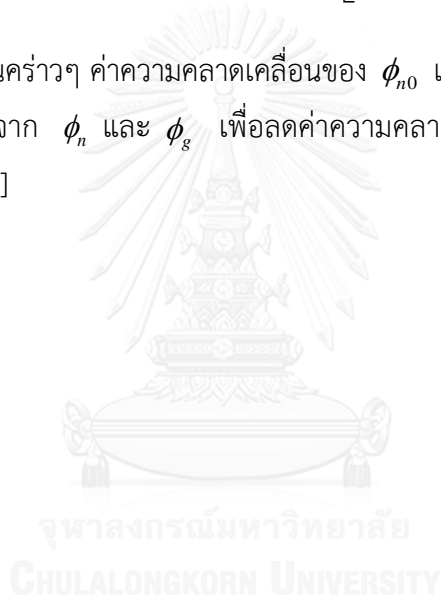 นคร่าวๆ ค่าความคลาดเคลื่อนของ ϕn0 แ
จาก ϕn และ ϕg เพื่อลดค่าความคลา
]
จุฬาลงกรณ์มหาวิทยาลัย
CHULALONGKORN UNIVERSITY